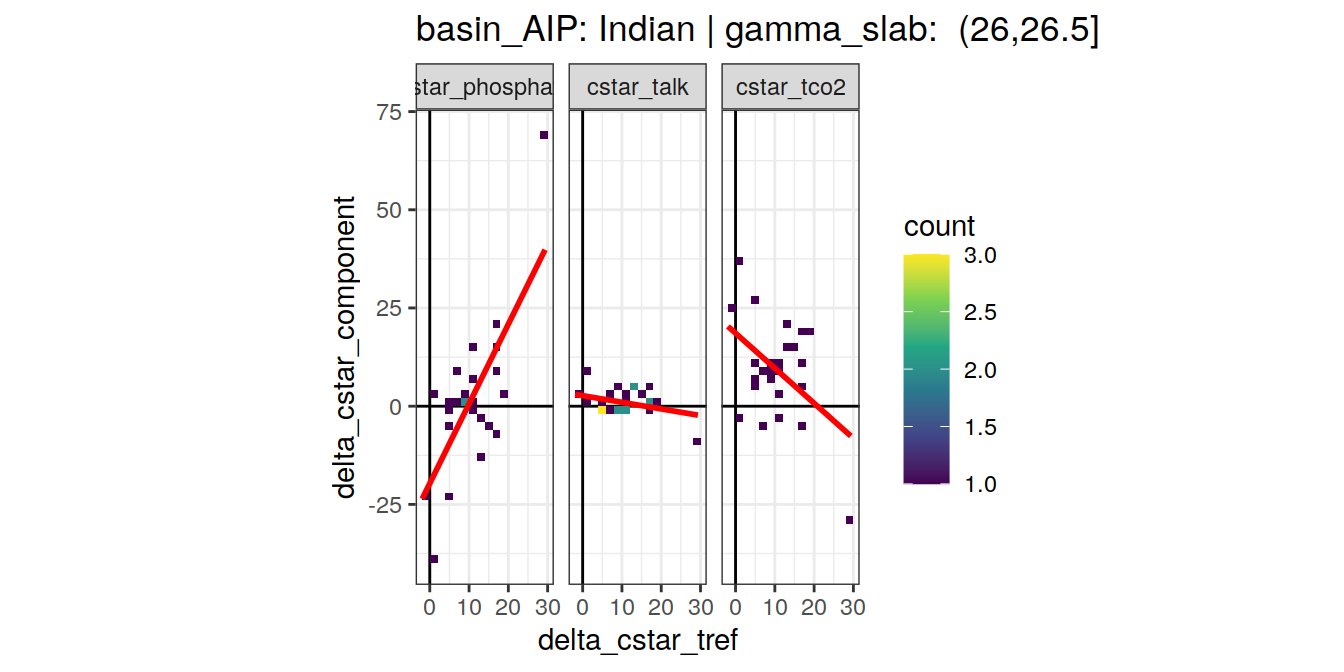 basin_AIP: Indian | gamma_slab:  (26,26.5]
star_phospha
cstar_talk
cstar_tco2
75
50
25
0
-25
delta_cstar_component
0 10 20 30
0 10 20 30
0 10 20 30
delta_cstar_tref
count
3.0
2.5
2.0
1.5
1.0